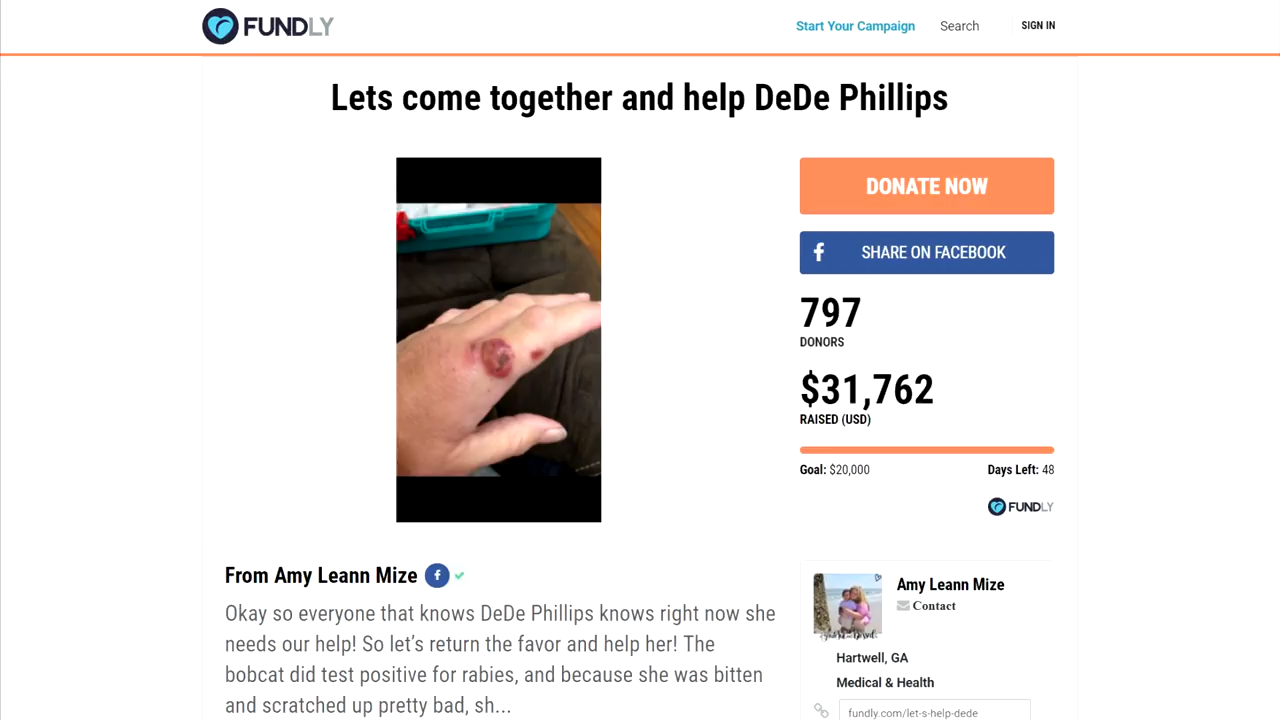 FUNDLY
Start Your Campaign
Search
SIGN IN
Lets come together and help DeDe Phillips
DONATE NOW
SHARE ON FACEBOOK
797
DONORS
$31,762
RAISED (USD)
Goal: $20,000
Days Left: 48
FUNDLY
From Amy Leann Mize
Okay so everyone that knows DeDe Phillips knows right now she
needs our help! So let’s return the favor and help her! The
bobcat did test positive for rabies, and because she was bitten
and scratched up pretty bad, sh...
Amy Leann Mize
Contact
Hartwell, GA
Medical & Health
fundly.com/let-s-help-dede